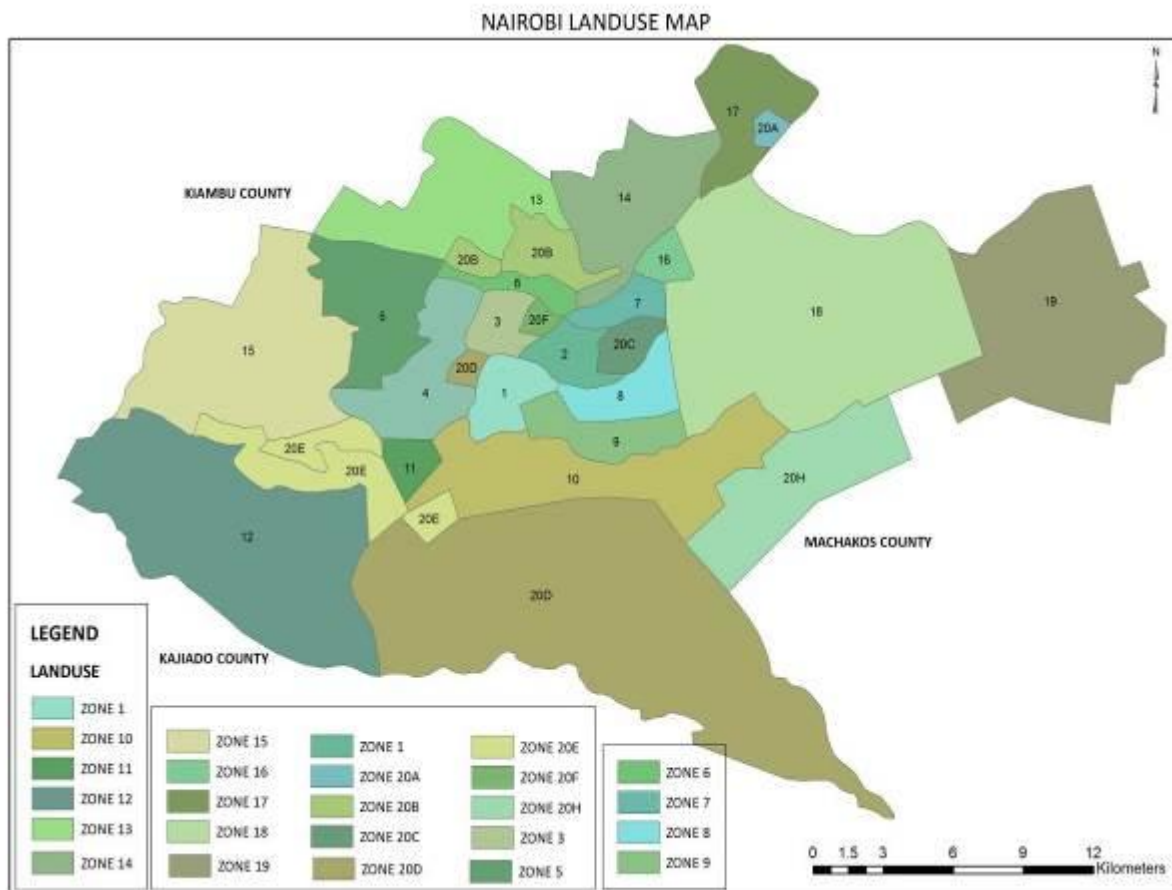 NAIROBI LANDUSE MAP
N
17
20A
KIAMBU COUNTY
13
14
20B
20B
16
6
19
7
18
5
3
20F
15
2
20C
20D
4
1
8
9
20E
20E
11
10
20H
20E
12
MACHAKOS COUNTY
20D
KAJIADO COUNTY
LEGEND
LANDUSE
ZONE 1
ZONE 10
ZONE 11
ZONE 12
ZONE 13
ZONE 14
ZONE 15
ZONE 16
ZONE 17
ZONE 18
ZONE 19
ZONE 1
ZONE 20A
ZONE 20B
ZONE 20C
ZONE 20D
ZONE 20E
ZONE 20F
ZONE 20H
ZONE 3
ZONE 5
ZONE 6
ZONE 7
ZONE 8
ZONE 9
0 1.5 3 6 9 12
Kilometers